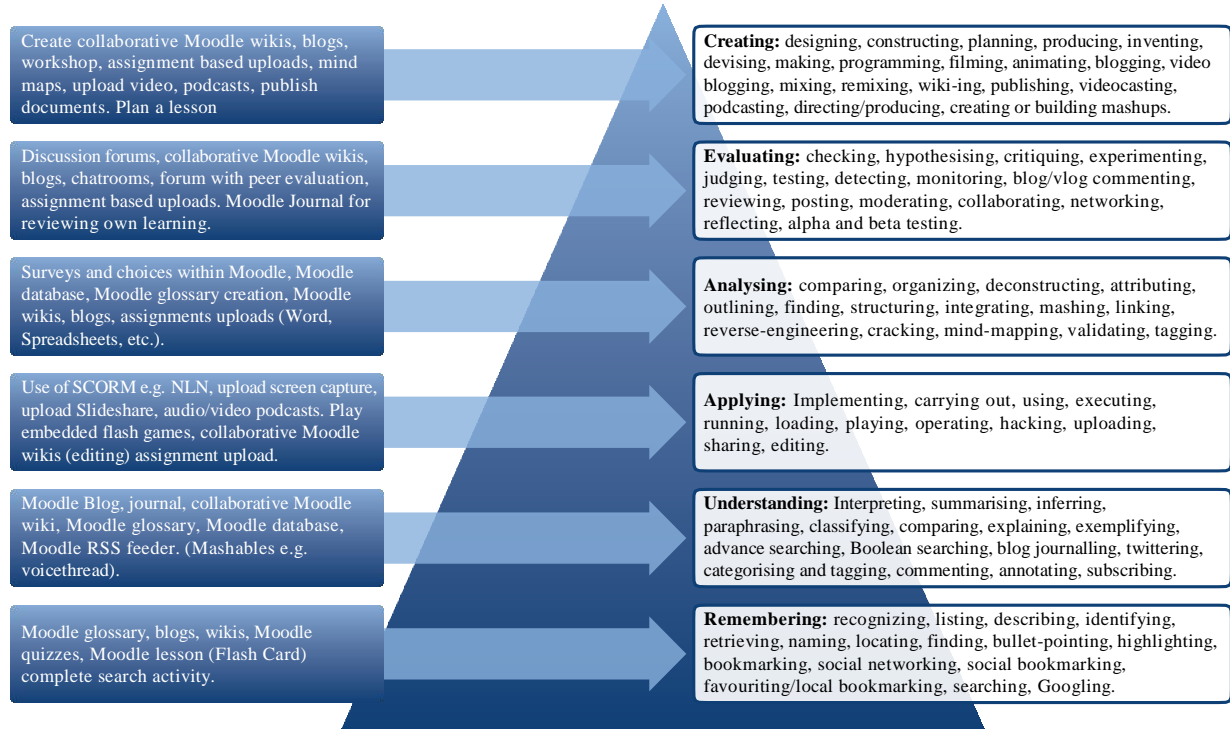 Create collaborative Moodle wikis, blogs,
workshop, assignment based uploads, mind
maps, upload video, podcasts, publish
documents. Plan a lesson
Creating: designing, constructing, planning, producing, inventing,
devising, making, programming, filming, animating, blogging, video
blogging, mixing, remixing, wiki-ing, publishing, videocasting,
podcasting, directing/producing, creating or building mashups.
Discussion forums, collaborative Moodle wikis,
blogs, chatrooms, forum with peer evaluation,
assignment based uploads. Moodle Journal for
reviewing own learning.
Evaluating: checking, hypothesising, critiquing, experimenting,
judging, testing, detecting, monitoring, blog/vlog commenting,
reviewing, posting, moderating, collaborating, networking,
reflecting, alpha and beta testing.
Surveys and choices within Moodle, Moodle
database, Moodle glossary creation, Moodle
wikis, blogs, assignments uploads (Word,
Spreadsheets, etc.).
Analysing: comparing, organizing, deconstructing, attributing,
outlining, finding, structuring, integrating, mashing, linking,
reverse-engineering, cracking, mind-mapping, validating, tagging.
Use of SCORM e.g. NLN, upload screen capture,
upload Slideshare, audio/video podcasts. Play
embedded flash games, collaborative Moodle
wikis (editing) assignment upload.
Applying: Implementing, carrying out, using, executing,
running, loading, playing, operating, hacking, uploading,
sharing, editing.
Moodle Blog, journal, collaborative Moodle
wiki, Moodle glossary, Moodle database,
Moodle RSS feeder. (Mashables e.g.
voicethread).
Understanding: Interpreting, summarising, inferring,
paraphrasing, classifying, comparing, explaining, exemplifying,
advance searching, Boolean searching, blog journalling, twittering,
categorising and tagging, commenting, annotating, subscribing.
Moodle glossary, blogs, wikis, Moodle
quizzes, Moodle lesson (Flash Card)
complete search activity.
Remembering: recognizing, listing, describing, identifying,
retrieving, naming, locating, finding, bullet-pointing, highlighting,
bookmarking, social networking, social bookmarking,
favouriting/local bookmarking, searching, Googling.